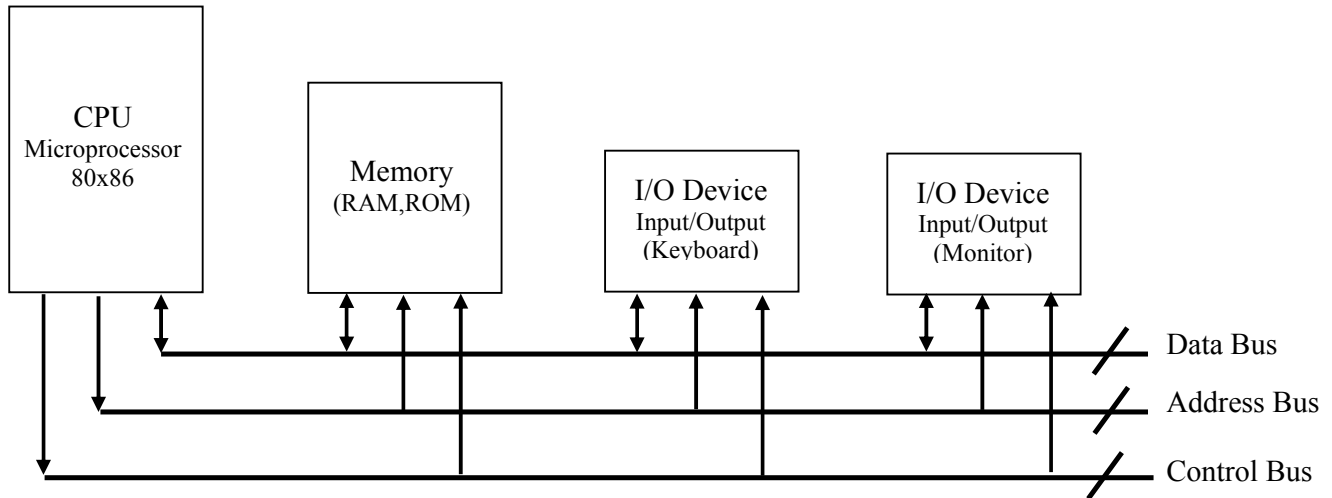 CPU
Microprocessor
80x86
Memory
(RAM,ROM)
I/O Device
Input/Output
(Keyboard)
I/O Device
Input/Output
(Monitor)
Data Bus
Address Bus
Control Bus